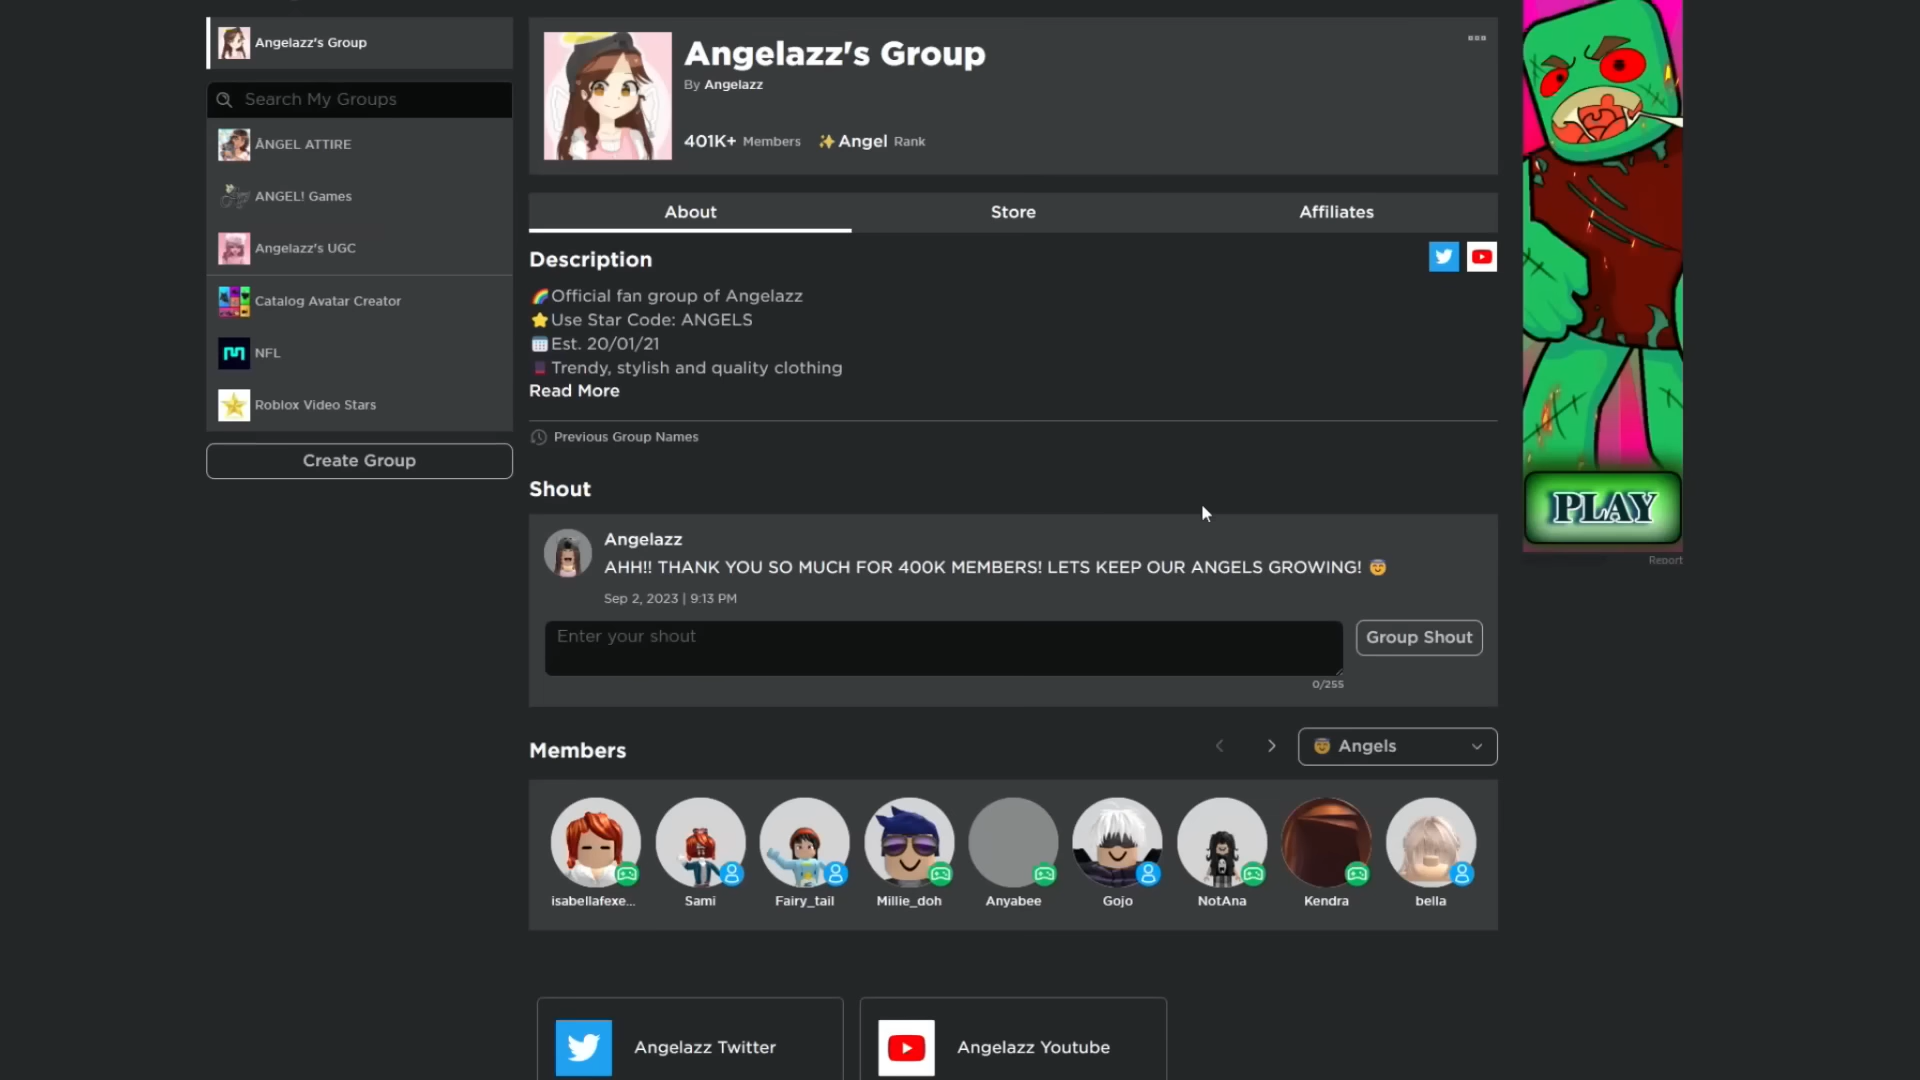 Angelazz's Group
Search My Groups
ÂNGEL ATTIRE
ANGEL! Games
Angelazz's UGC
Catalog Avatar Creator
NFL
Roblox Video Stars
Create Group
Angelazz's Group
By Angelazz
401K+ Members ✨Angel Rank
About
Store
Affiliates
Description
🌈Official fan group of Angelazz
⭐Use Star Code: ANGELS
🗓️Est. 20/01/21
Trendy, stylish and quality clothing
Read More
Previous Group Names
Shout
Angelazz
AHH!! THANK YOU SO MUCH FOR 400K MEMBERS! LETS KEEP OUR ANGELS GROWING! 😇
Sep 2, 2023 | 9:13 PM
Enter your shout
Group Shout
0/255
Members
😇 Angels
isabellafexe...
Sami
Fairy_tail
Millie_doh
Anyabee
Gojo
NotAna
Kendra
bella
Angelazz Twitter
Angelazz Youtube
PLAY
Report